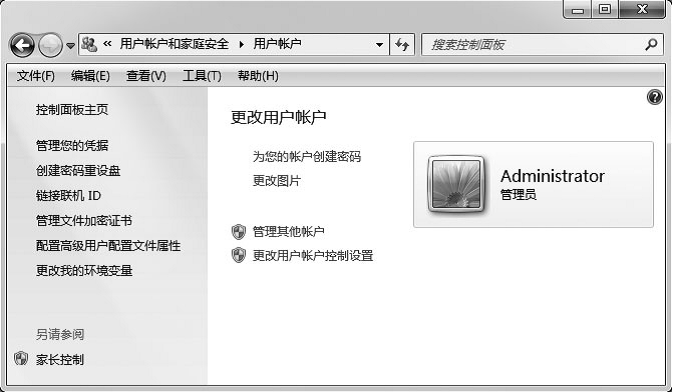 « 用户帐户和家庭安全 ▸ 用户帐户
搜索控制面板
文件(F) 编辑(E) 查看(V) 工具(T) 帮助(H)
控制面板主页
管理您的凭据
创建密码重设盘
链接联机 ID
管理文件加密证书
配置高级用户配置文件属性
更改我的环境变量
另请参阅
家长控制
更改用户帐户
为您的帐户创建密码
更改图片
管理其他帐户
更改用户帐户控制设置
Administrator
管理员